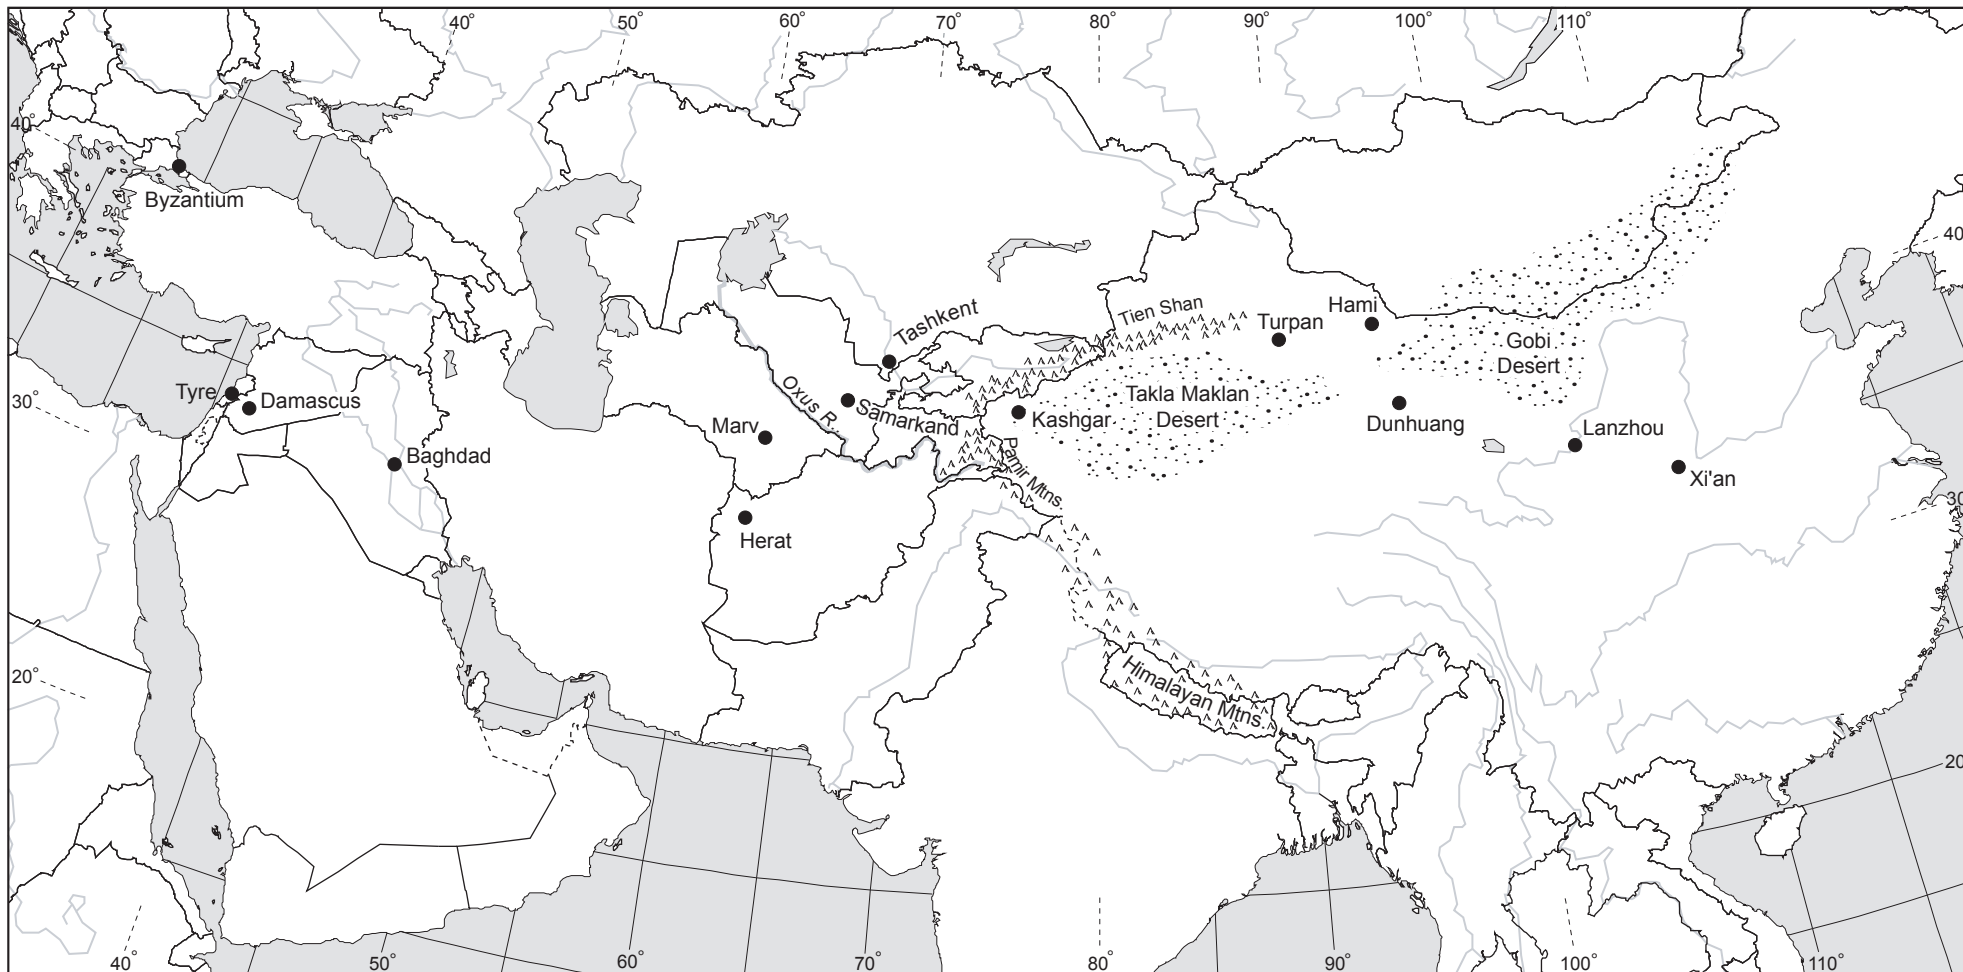 40°
50°
60°
70°
80°
90°
100°
110°
40°
Byzantium
40
Tien Shan
Hami
Turpan
Tashkent
Gobi
Desert
Tyre
Damascus
30°
Oxus R.
Samarkand
Takla Maklan
Desert
Kashgar
Dunhuang
Marv
Lanzhou
Baghdad
Pamir Mtns.
Xi'an
30
Herat
20°
Himalayan Mtns.
20
40°
50°
60°
70°
80°
90°
100°
110°